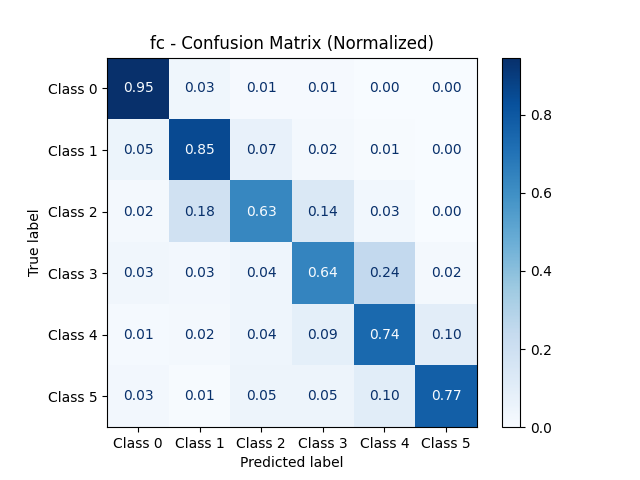 fc - Confusion Matrix (Normalized)
Class 0 0.95 0.03 0.01 0.01 0.00 0.00
Class 1 0.05 0.85 0.07 0.02 0.01 0.00
Class 2 0.02 0.18 0.63 0.14 0.03 0.00
Class 3 0.03 0.03 0.04 0.64 0.24 0.02
Class 4 0.01 0.02 0.04 0.09 0.74 0.10
Class 5 0.03 0.01 0.05 0.05 0.10 0.77
Class 0 Class 1 Class 2 Class 3 Class 4 Class 5
Predicted label
True label
0.8
0.6
0.4
0.2
0.0